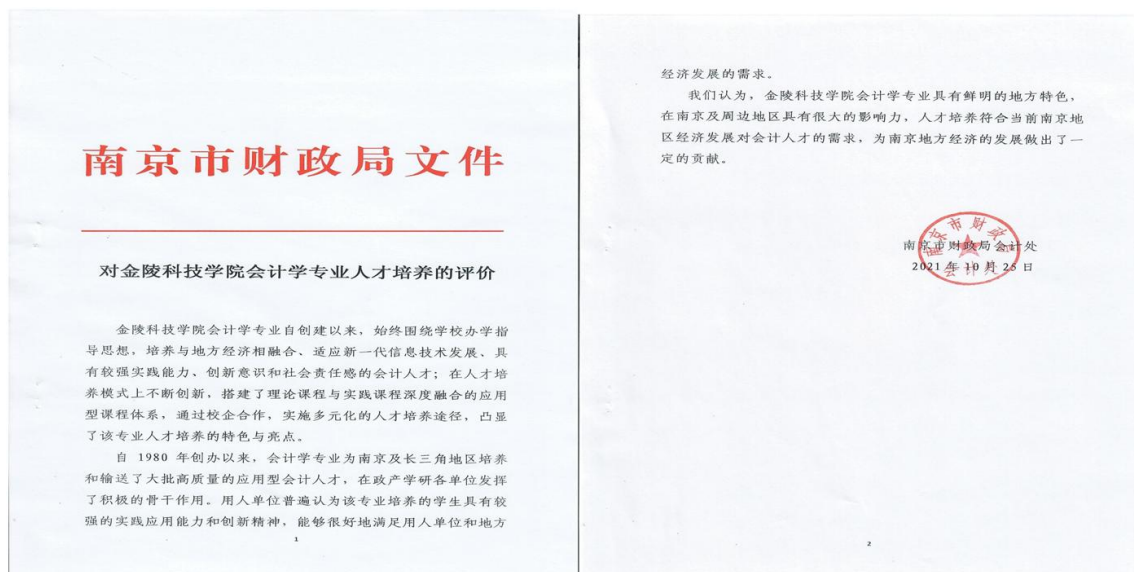 南京市财政局文件
对金陵科技学院会计学专业人才培养的评价
金陵科技学院会计学专业自创建以来，始终围绕学校办学指
导思想，培养与地方经济相融合、适应新一代信息技术发展、具
有较强实践能力、创新意识和社会责任感的会计人才；在人才培
养模式上不断创新，搭建了理论课程与实践课程深度融合的应用
型课程体系，通过校企合作，实施多元化的人才培养途径，凸显
了该专业人才培养的特色与亮点。
自 1980 年创办以来，会计学专业为南京及长三角地区培养
和输送了大批高质量的应用型会计人才，在政产学研各单位发挥
了积极的骨干作用。用人单位普遍认为该专业培养的学生具有较
强的实践应用能力和创新精神，能够很好地满足用人单位和地方
1
经济发展的需求。
我们认为，金陵科技学院会计学专业具有鲜明的地方特色，
在南京及周边地区具有很大的影响力，人才培养符合当前南京地
区经济发展对会计人才的需求，为南京地方经济的发展做出了一
定的贡献。
南京市财政局
南京市财政局会计处
2021 年 10 月 25 日
会计处
2